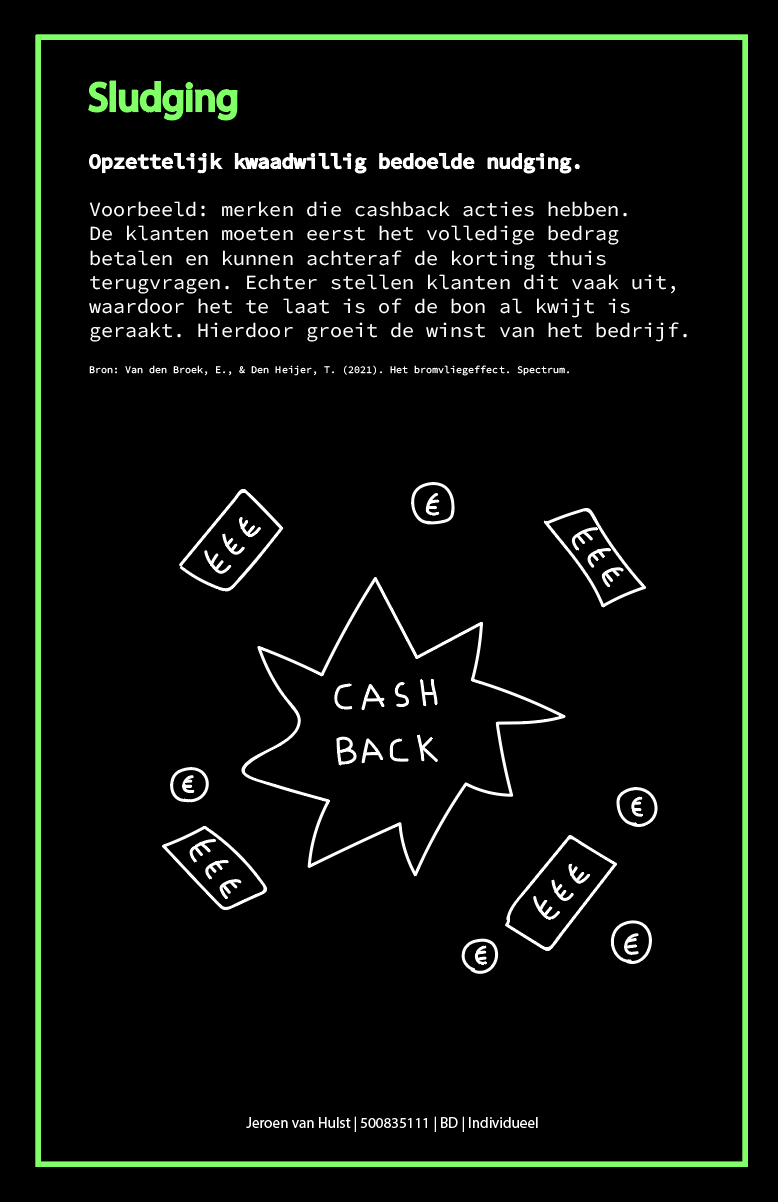 Sludging
Opzettelijk kwaadwillig bedoelde nudging.
Voorbeeld: merken die cashback acties hebben.
De klanten moeten eerst het volledige bedrag
betalen en kunnen achteraf de korting thuis
terugvragen. Echter stellen klanten dit vaak uit,
waardoor het te laat is of de bon al kwijt is
geraakt. Hierdoor groeit de winst van het bedrijf.
Bron: Van den Broek, E., & Den Heijer, T. (2021). Het bromvliegeffect. Spectrum.
€
€€€
€€€
CASH
BACK
€
€
€€€
€€€
€
€
Jeroen van Hulst | 500835111 | BD | Individueel